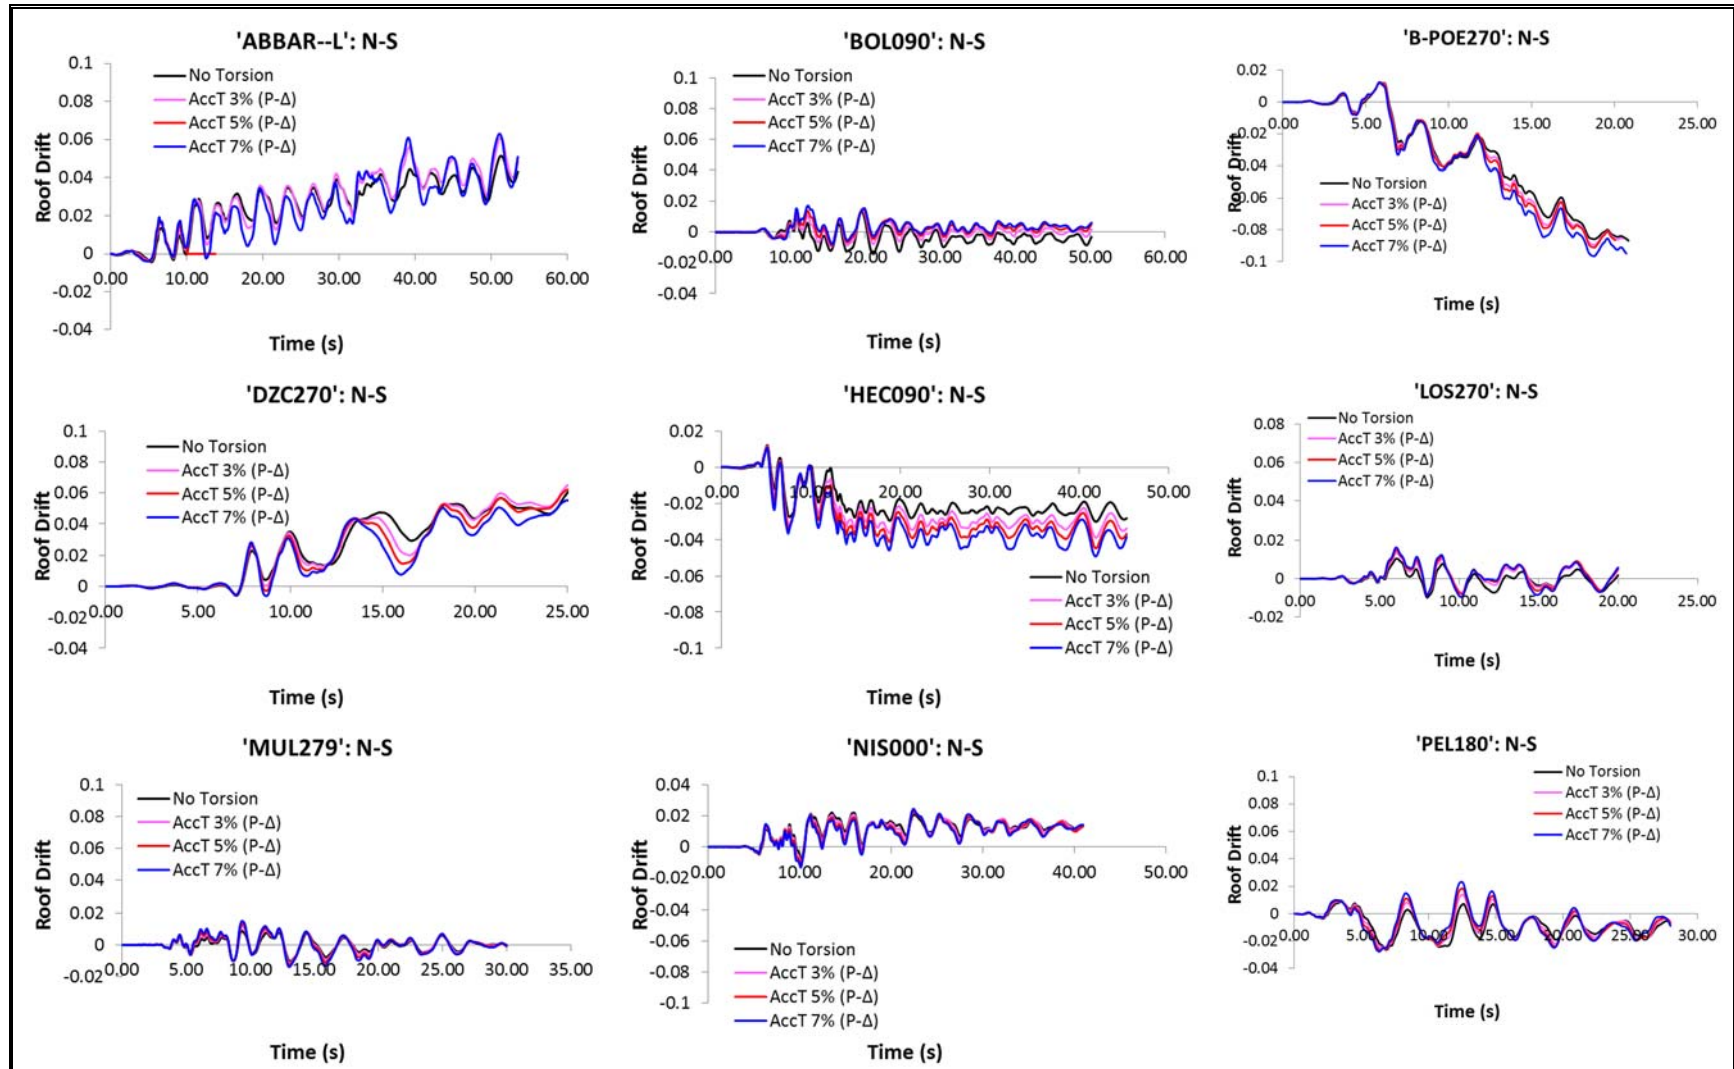 'ABBAR--L': N-S
0.1
0.08
0.06
0.04
0.02
0
-0.02
-0.04
Roof Drift
No Torsion
AccT 3% (P-Δ)
AccT 5% (P-Δ)
AccT 7% (P-Δ)
0.00 10.00 20.00 30.00 40.00 50.00 60.00
Time (s)
'BOL090': N-S
0.1
0.08
0.06
0.04
0.02
0
-0.02
-0.04
Roof Drift
No Torsion
AccT 3% (P-Δ)
AccT 5% (P-Δ)
AccT 7% (P-Δ)
0.00 10.00 20.00 30.00 40.00 50.00 60.00
Time (s)
'B-POE270': N-S
0.02
0
-0.02
-0.04
-0.06
-0.08
-0.1
Roof Drift
0.00 5.00 10.00 15.00 20.00 25.00
No Torsion
AccT 3% (P-Δ)
AccT 5% (P-Δ)
AccT 7% (P-Δ)
Time (s)
'DZC270': N-S
0.1
0.08
0.06
0.04
0.02
0
-0.02
-0.04
Roof Drift
No Torsion
AccT 3% (P-Δ)
AccT 5% (P-Δ)
AccT 7% (P-Δ)
0.00 5.00 10.00 15.00 20.00 25.00
Time (s)
'HEC090': N-S
0.02
0
-0.02
-0.04
-0.06
-0.08
-0.1
Roof Drift
0.00 10.00 20.00 30.00 40.00 50.00
No Torsion
AccT 3% (P-Δ)
AccT 5% (P-Δ)
AccT 7% (P-Δ)
Time (s)
'LOS270': N-S
0.08
0.06
0.04
0.02
0
-0.02
Roof Drift
No Torsion
AccT 3% (P-Δ)
AccT 5% (P-Δ)
AccT 7% (P-Δ)
0.00 5.00 10.00 15.00 20.00 25.00
Time (s)
'MUL279': N-S
0.1
0.08
0.06
0.04
0.02
0
-0.02
Roof Drift
No Torsion
AccT 3% (P-Δ)
AccT 5% (P-Δ)
AccT 7% (P-Δ)
0.00 5.00 10.00 15.00 20.00 25.00 30.00 35.00
Time (s)
'NIS000': N-S
0.04
0.02
0
-0.02
-0.04
-0.06
-0.08
-0.1
Roof Drift
0.00 10.00 20.00 30.00 40.00 50.00
No Torsion
AccT 3% (P-Δ)
AccT 5% (P-Δ)
AccT 7% (P-Δ)
Time (s)
'PEL180': N-S
0.1
0.08
0.06
0.04
0.02
0
-0.02
-0.04
Roof Drift
No Torsion
AccT 3% (P-Δ)
AccT 5% (P-Δ)
AccT 7% (P-Δ)
0.00 5.00 10.00 15.00 20.00 25.00 30.00
Time (s)